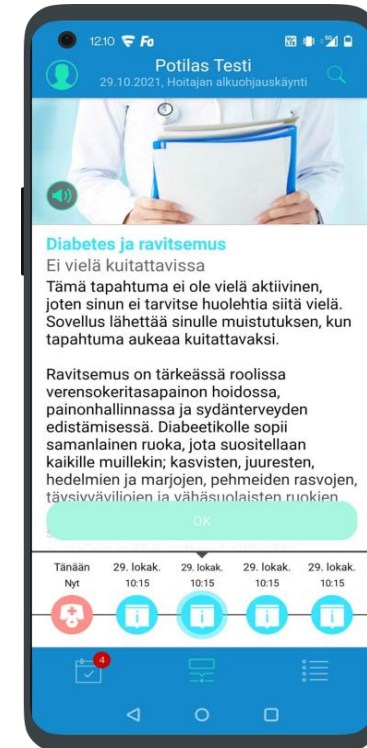 12.10
Potilas Testi
29.10.2021, Hoitajan alkuohjauskäynti
Diabetes ja ravitsemus
Ei vielä kuitattavissa
Tämä tapahtuma ei ole vielä aktiivinen,
joten sinun ei tarvitse huolehtia siitä vielä.
Sovellus lähettää sinulle muistutuksen, kun
tapahtuma aukeaa kuitattavaksi.
Ravitsemus on tärkeässä roolissa
verensokeritasapainon hoidossa,
painonhallinnassa ja sydänterveyden
edistämisessä. Diabeetikolle sopii
samanlainen ruoka, jota suositellaan
kaikille muillekin; kasvisten, juuresten,
hedelmien ja marjojen, pehmeiden rasvojen,
täysjyväviljojen ja vähäsuolaisten ruokien
OK
Tänään 29. lokak. 29. lokak. 29. lokak. 29. lokak.
Nyt 10:15 10:15 10:15 10:15
4